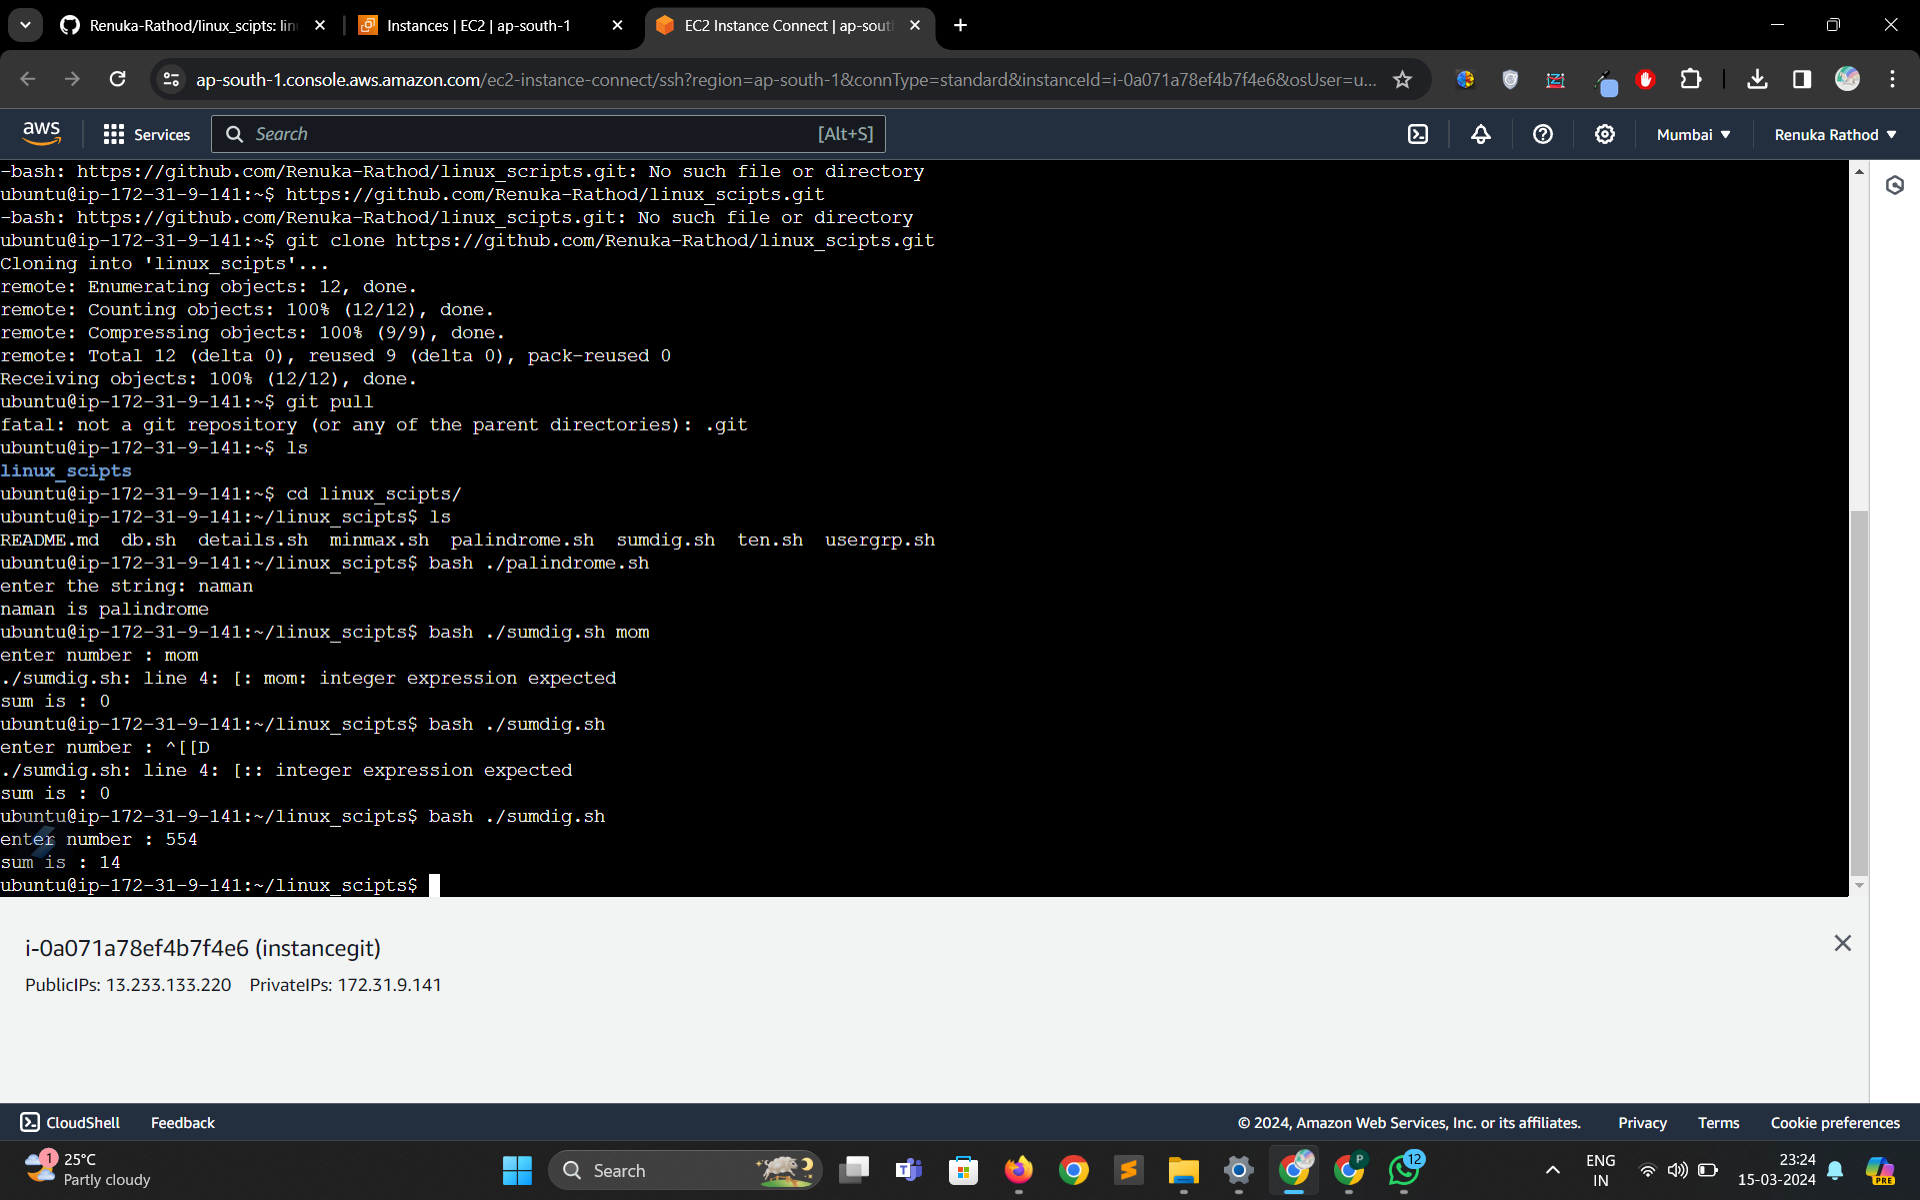 Renuka-Rathod/linux_scipts: lin
Instances | EC2 | ap-south-1
EC2 Instance Connect | ap-sout
ap-south-1.console.aws.amazon.com/ec2-instance-connect/ssh?region=ap-south-1&connType=standard&instanceId=i-0a071a78ef4b7f4e6&osUser=u...
aws
Services
Search
[Alt+S]
Mumbai
Renuka Rathod
-bash: https://github.com/Renuka-Rathod/linux_scripts.git: No such file or directory
ubuntu@ip-172-31-9-141:~$ https://github.com/Renuka-Rathod/linux_scipts.git
-bash: https://github.com/Renuka-Rathod/linux_scipts.git: No such file or directory
ubuntu@ip-172-31-9-141:~$ git clone https://github.com/Renuka-Rathod/linux_scipts.git
Cloning into 'linux_scipts'...
remote: Enumerating objects: 12, done.
remote: Counting objects: 100% (12/12), done.
remote: Compressing objects: 100% (9/9), done.
remote: Total 12 (delta 0), reused 9 (delta 0), pack-reused 0
Receiving objects: 100% (12/12), done.
ubuntu@ip-172-31-9-141:~$ git pull
fatal: not a git repository (or any of the parent directories): .git
ubuntu@ip-172-31-9-141:~$ ls
linux_scipts
ubuntu@ip-172-31-9-141:~$ cd linux_scipts/
ubuntu@ip-172-31-9-141:~/linux_scipts$ ls
README.md  db.sh  details.sh  minmax.sh  palindrome.sh  sumdig.sh  ten.sh  usergrp.sh
ubuntu@ip-172-31-9-141:~/linux_scipts$ bash ./palindrome.sh
enter the string: naman
naman is palindrome
ubuntu@ip-172-31-9-141:~/linux_scipts$ bash ./sumdig.sh mom
enter number : mom
./sumdig.sh: line 4: [: mom: integer expression expected
sum is : 0
ubuntu@ip-172-31-9-141:~/linux_scipts$ bash ./sumdig.sh
enter number : ^[[D
./sumdig.sh: line 4: [:: integer expression expected
sum is : 0
ubuntu@ip-172-31-9-141:~/linux_scipts$ bash ./sumdig.sh
enter number : 554
sum is : 14
ubuntu@ip-172-31-9-141:~/linux_scipts$
i-0a071a78ef4b7f4e6 (instancegit)
PublicIPs: 13.233.133.220 PrivateIPs: 172.31.9.141
CloudShell
Feedback
© 2024, Amazon Web Services, Inc. or its affiliates.
Privacy
Terms
Cookie preferences
1
25°C
Partly cloudy
Search
P
12
ENG
IN
23:24
15-03-2024
PRE